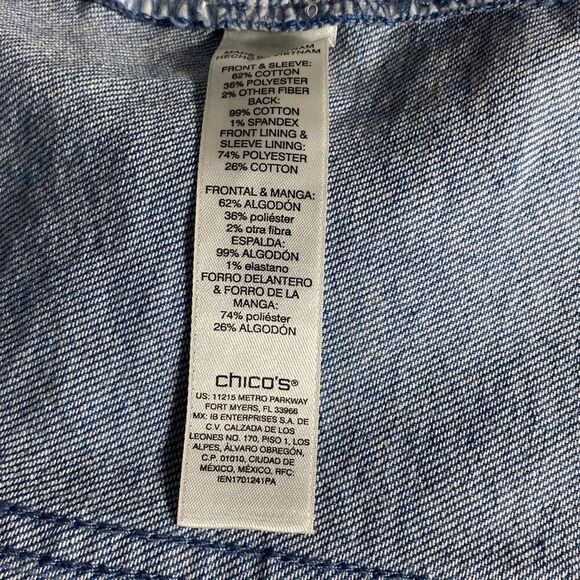 HECHO VIETNAM
FRONT & SLEEVE:
62% COTTON
36% POLYESTER
2% OTHER FIBER
BACK:
99% COTTON
1% SPANDEX
FRONT LINING &
SLEEVE LINING:
74% POLYESTER
26% COTTON
FRONTAL & MANGA:
62% ALGODÓN
36% poliéster
2% otra fibra
ESPALDA:
99% ALGODÓN
1% elastano
FORRO DELANTERO
& FORRO DE LA
MANGA:
74% poliéster
26% ALGODÓN
chico's®
US: 11215 METRO PARKWAY
FORT MYERS, FL 33966
MX: IB ENTERPRISES S.A. DE
C.V. CALZADA DE LOS
LEONES NO. 170, PISO 1, LOS
ALPES, ÁLVARO OBREGÓN,
C.P. 01010, CIUDAD DE
MÉXICO, MÉXICO, RFC:
IEN1701241PA